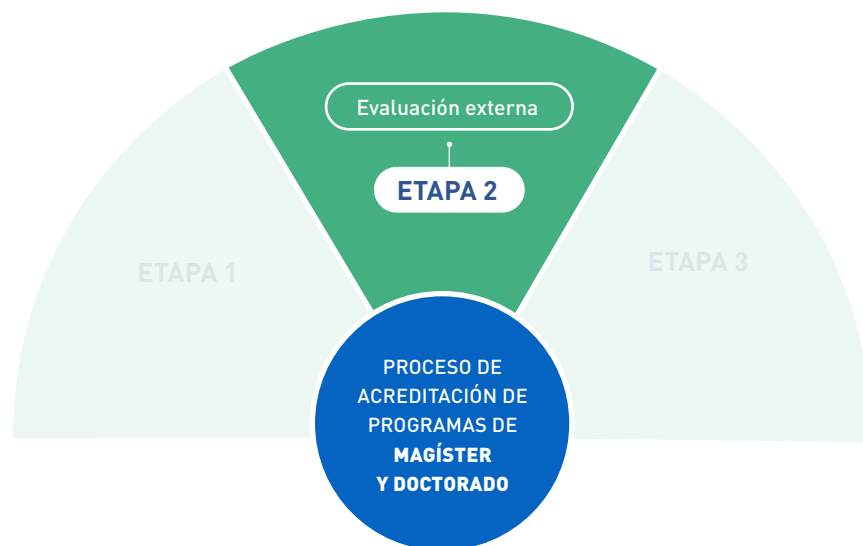 Evaluación externa
ETAPA 2
ETAPA 1
ETAPA 3
PROCESO DE
ACREDITACIÓN DE
PROGRAMAS DE
MAGÍSTER
Y DOCTORADO